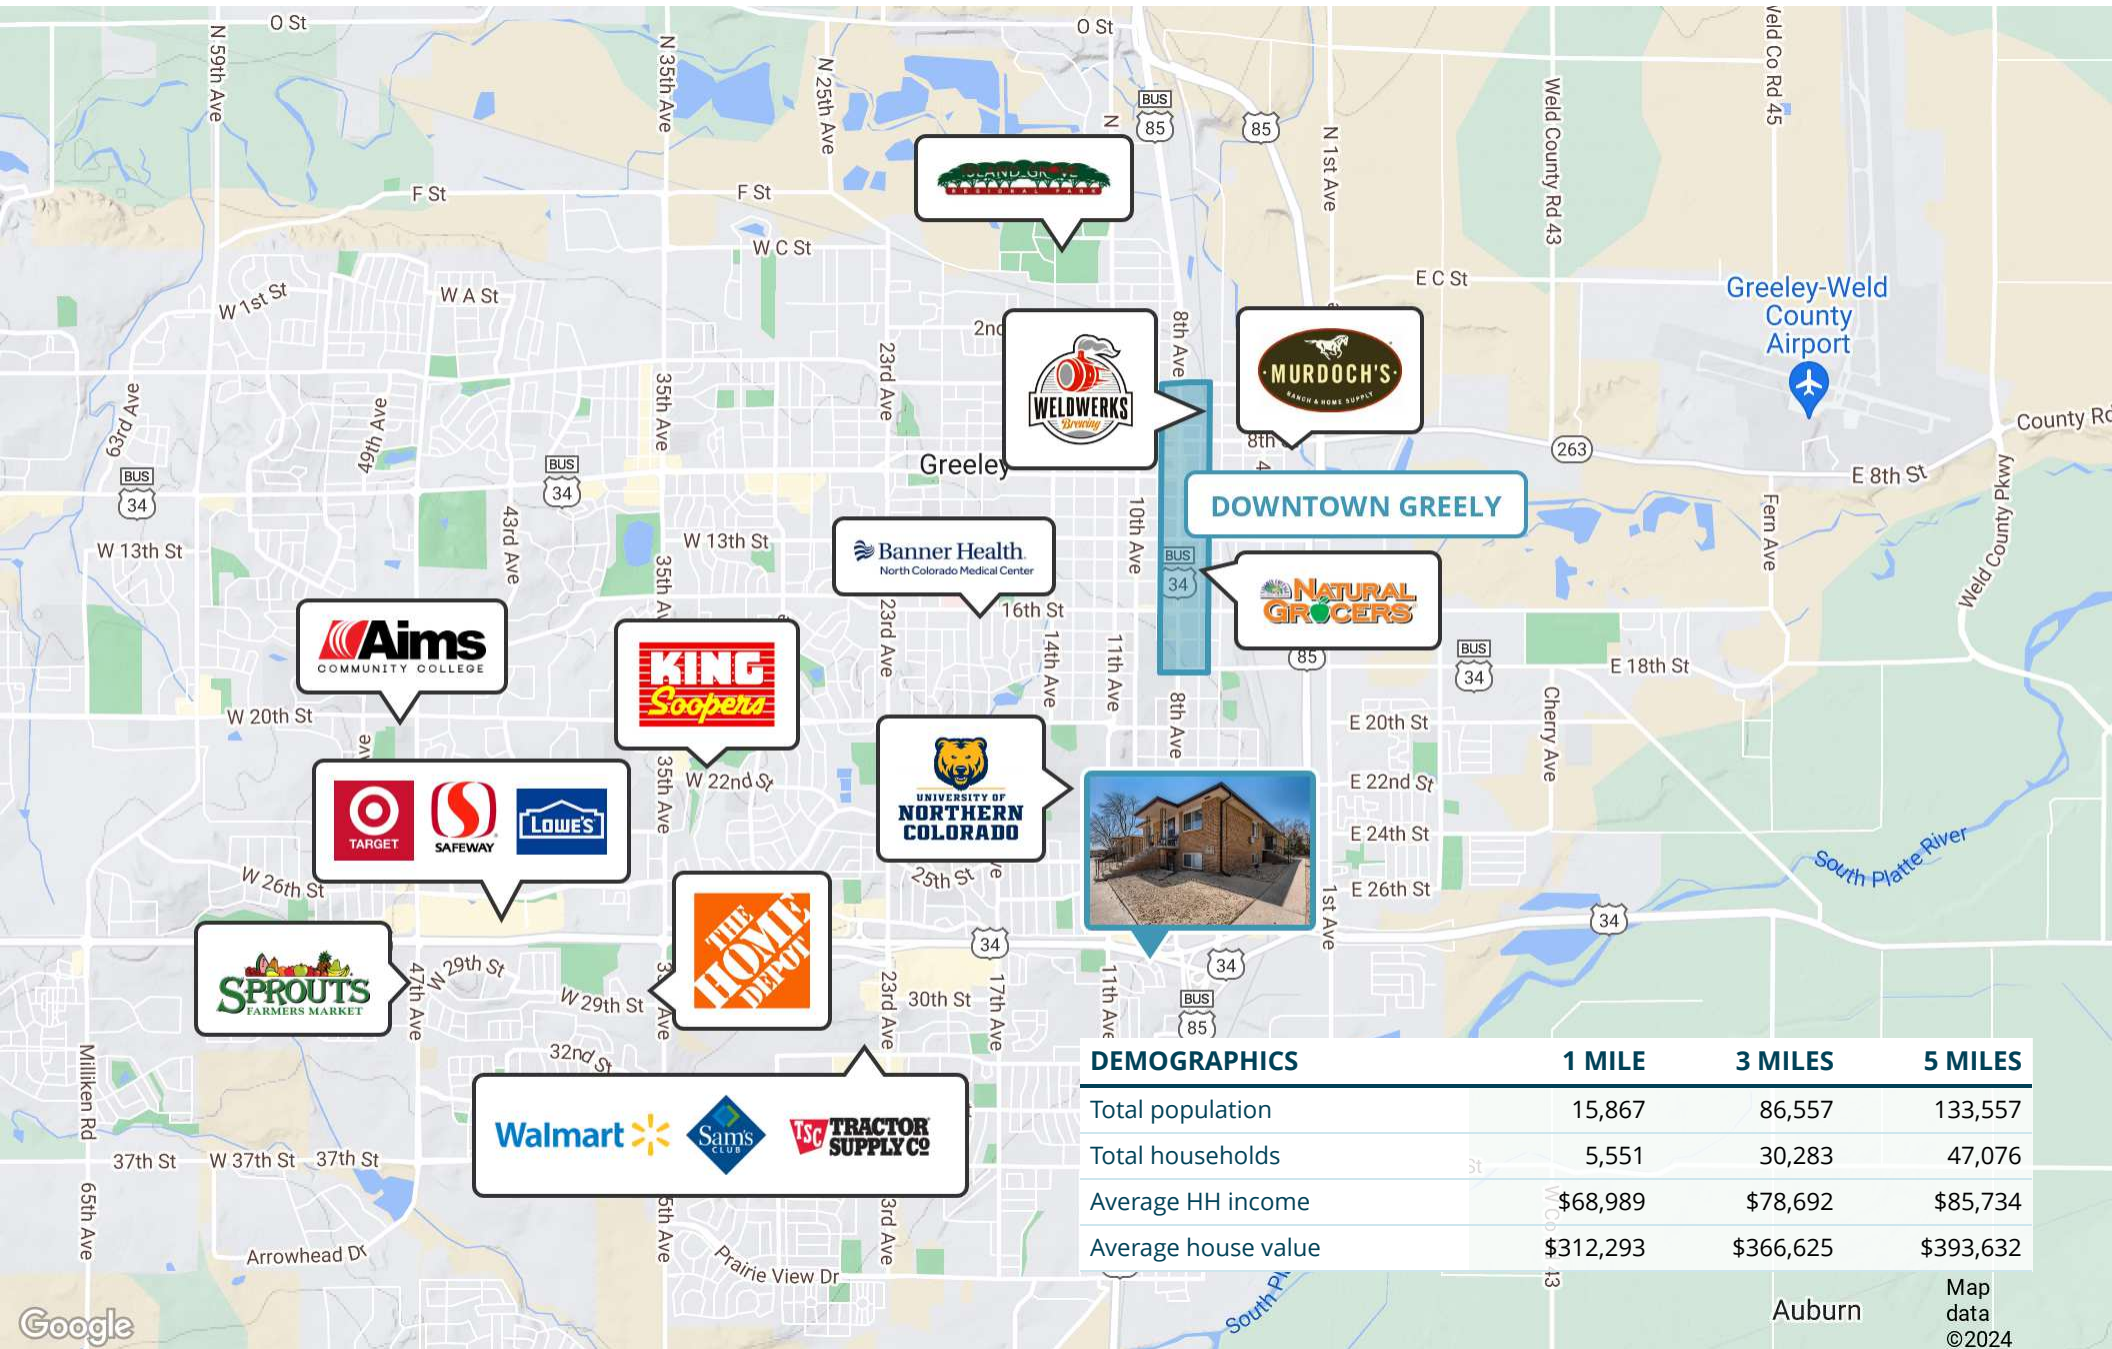 O St
O St
N 59th Ave
N 35th Ave
N 25th Ave
N
BUS
85
85
N 1st Ave
Weld County Rd 43
Weld Co Rd 45
ISLAND GROVE
REGIONAL PARK
F St
F St
W C St
E C St
W 1st St
W A St
Greeley-Weld
County
Airport
2nd
8th Ave
WELDWERKS
Brewing
MURDOCH'S
RANCH & HOME SUPPLY
63rd Ave
49th Ave
35th Ave
23rd Ave
8th
4
263
County Rd
E 8th St
Weld County Pkwy
BUS
34
BUS
34
Greeley
DOWNTOWN GREELY
43rd Ave
10th Ave
Fern Ave
W 13th St
W 13th St
Banner Health
North Colorado Medical Center
BUS
34
NATURAL
GROCERS
35th Av
16th St
23rd Ave
14th Ave
11th Ave
Aims
COMMUNITY COLLEGE
KING
Soopers
85
BUS
34
E 18th St
W 20th St
8th Ave
E 20th St
Cherry Ave
TARGET
SAFEWAY
LOWE'S
35th Ave
W 22nd St
UNIVERSITY OF
NORTHERN
COLORADO
E 22nd St
E 24th St
South Platte River
W 26th St
25th St
ve
E 26th St
1st Ave
34
THE
HOME
DEPOT
34
34
SPROUTS
FARMERS MARKET
47th Ave
W 29th St
W 29th St
23rd Ave
30th St
17th Ave
11th Ave
BUS
85
32nd St
Milliken Rd
Walmart
Sam's
CLUB
TSC
TRACTOR
SUPPLY CO
DEMOGRAPHICS 1 MILE 3 MILES 5 MILES
Total population 15,867 86,557 133,557
Total households 5,551 30,283 47,076
Average HH income $68,989 $78,692 $85,734
Average house value $312,293 $366,625 $393,632
37th St
W 37th St
37th St
65th Ave
5th Ave
3rd Ave
Arrowhead Dr
Prairie View Dr
South Pl
43
Auburn
Map
data
©2024
Google